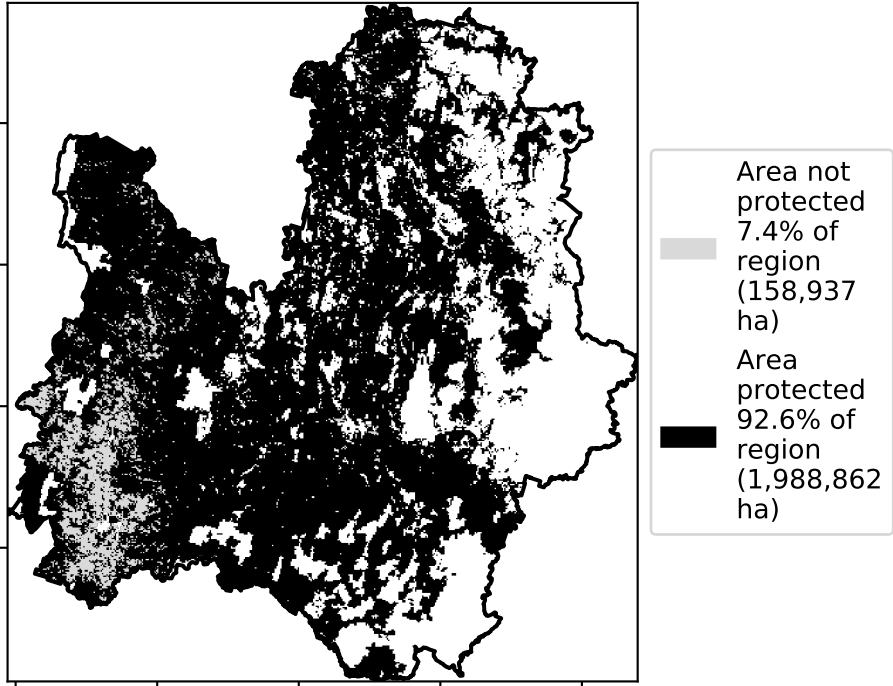 Area not
protected
7.4% of
region
(158,937
ha)
Area
protected
92.6% of
region
(1,988,862
ha)